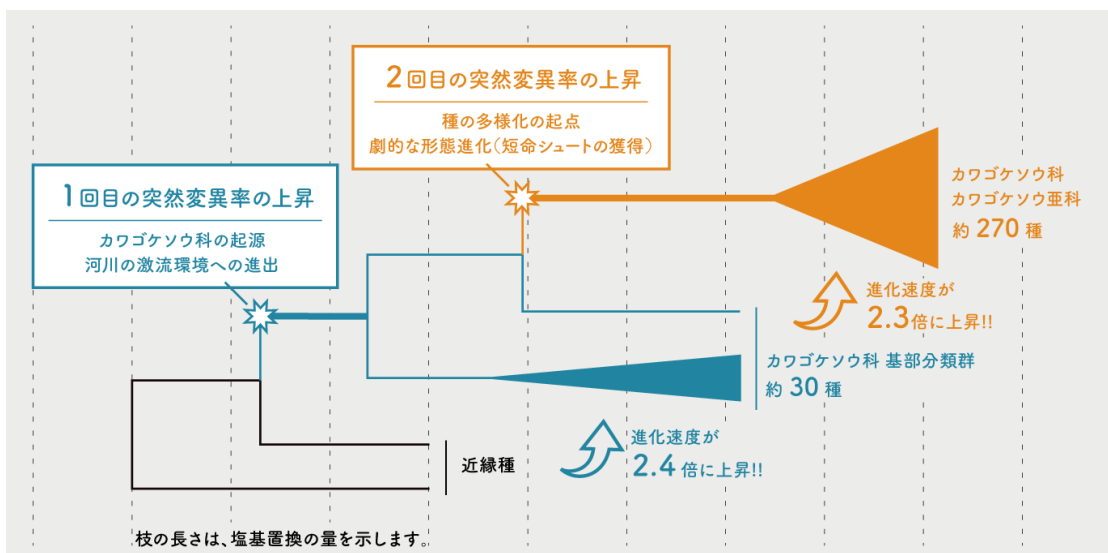 2回目の突然変異率の上昇
種の多様化の起点
劇的な形態進化(短命シュートの獲得)
1回目の突然変異率の上昇
カワゴケソウ科の起源
河川の激流環境への進出
カワゴケソウ科
カワゴケソウ亜科
約 270 種
進化速度が
2.3倍に上昇!!
カワゴケソウ科 基部分類群
約 30 種
進化速度が
2.4倍に上昇!!
近縁種
枝の長さは、塩基置換の量を示します。